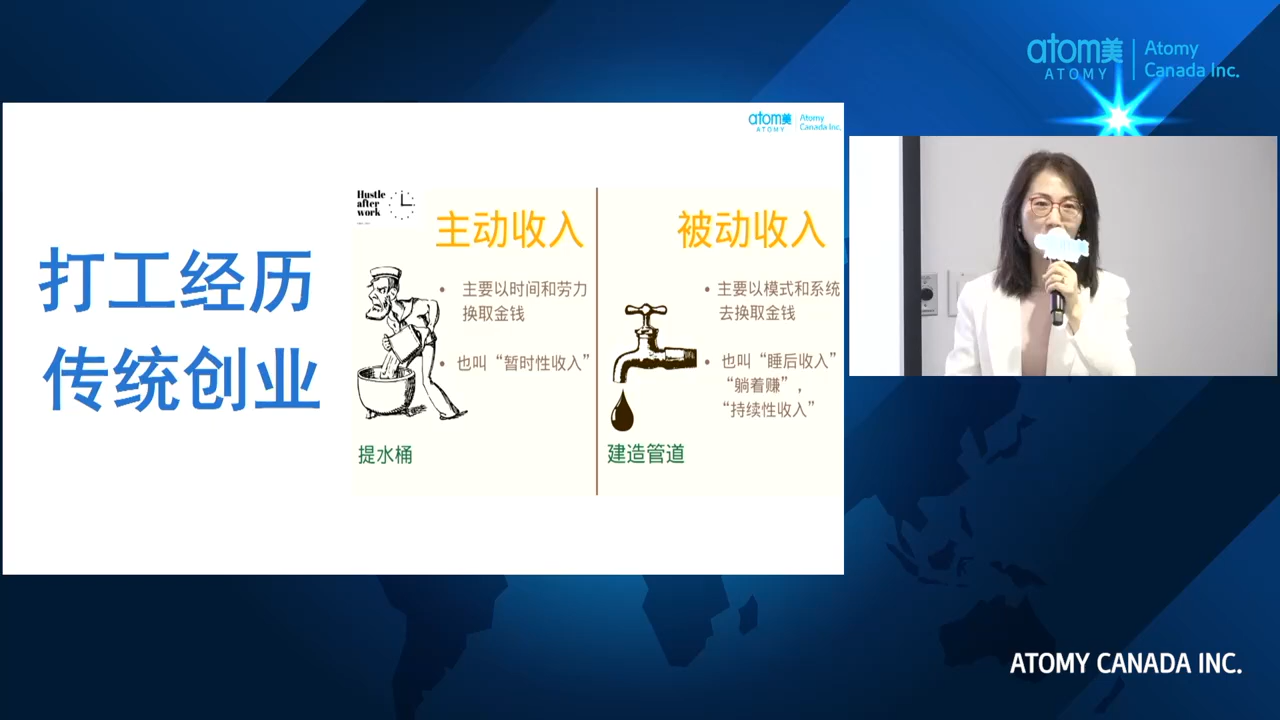 atom美
ATOMY
Atomy
Canada Inc.
atom美
ATOMY
Atomy
Canada Inc.
打工经历
传统创业
Hustle
after
work
主动收入
• 主要以时间和劳力
换取金钱
• 也叫“暂时性收入”
提水桶
被动收入
• 主要以模式和系统
去换取金钱
• 也叫“睡后收入”
“躺着赚”，
“持续性收入”
建造管道
ATOMY CANADA INC.